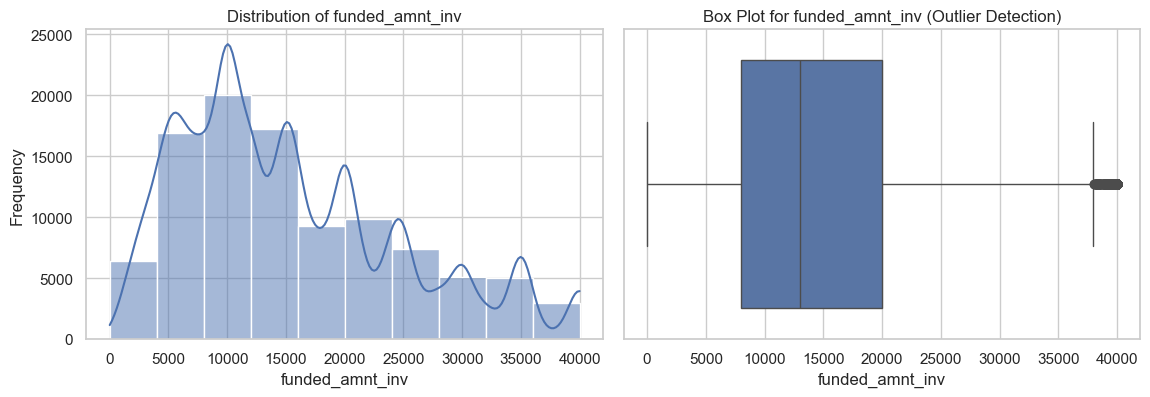 Distribution of funded_amnt_inv
25000
20000
15000
10000
5000
0
Frequency
0 5000 10000 15000 20000 25000 30000 35000 40000
funded_amnt_inv
Box Plot for funded_amnt_inv (Outlier Detection)
0 5000 10000 15000 20000 25000 30000 35000 40000
funded_amnt_inv